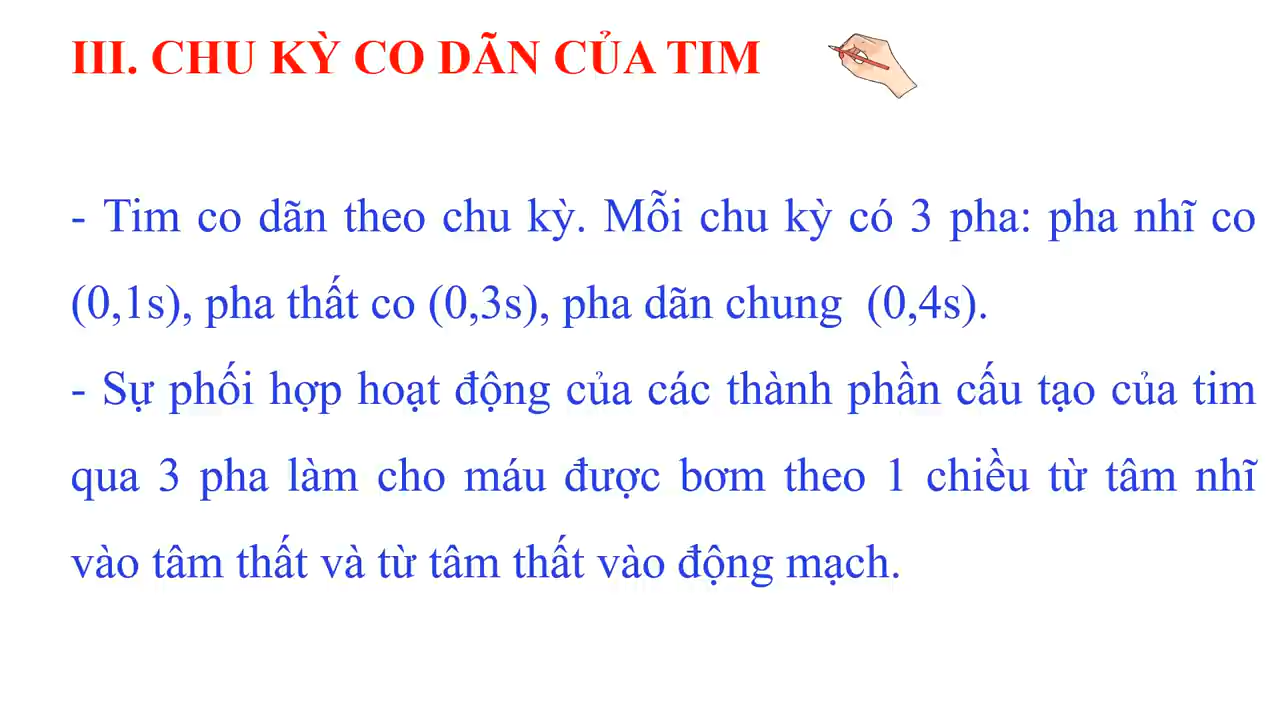 III. CHU KỲ CO DÃN CỦA TIM
- Tim co dãn theo chu kỳ. Mỗi chu kỳ có 3 pha: pha nhĩ co
(0,1s), pha thất co (0,3s), pha dãn chung (0,4s).
- Sự phối hợp hoạt động của các thành phần cấu tạo của tim
qua 3 pha làm cho máu được bơm theo 1 chiều từ tâm nhĩ
vào tâm thất và từ tâm thất vào động mạch.